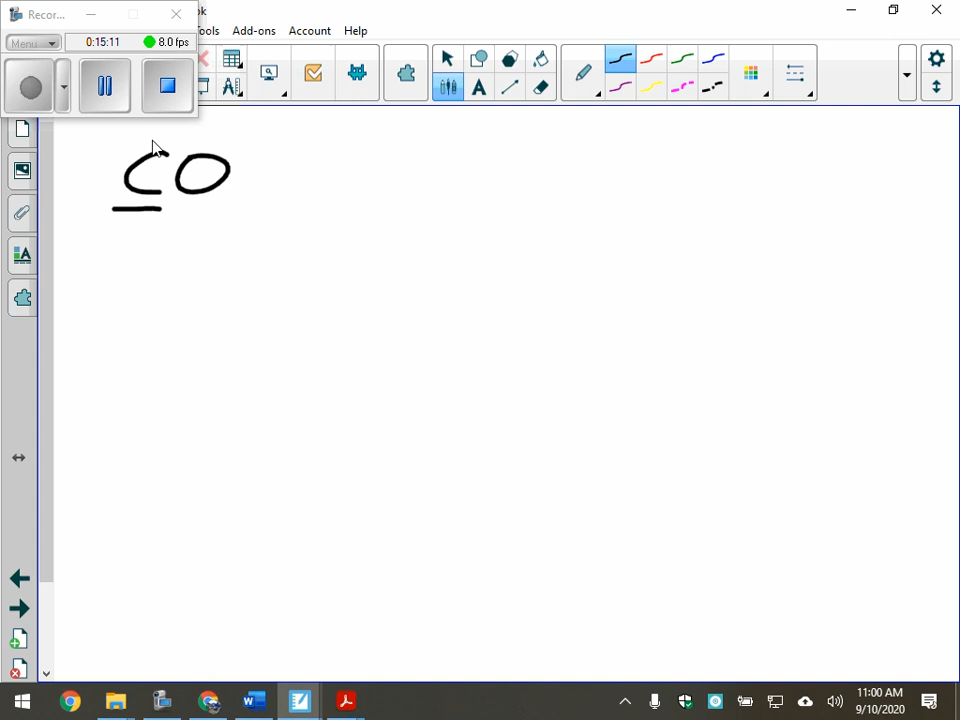 Recor...
ok
Menu 0:15:11 8.0 fps
ools Add-ons Account Help
CO
11:00 AM
9/10/2020